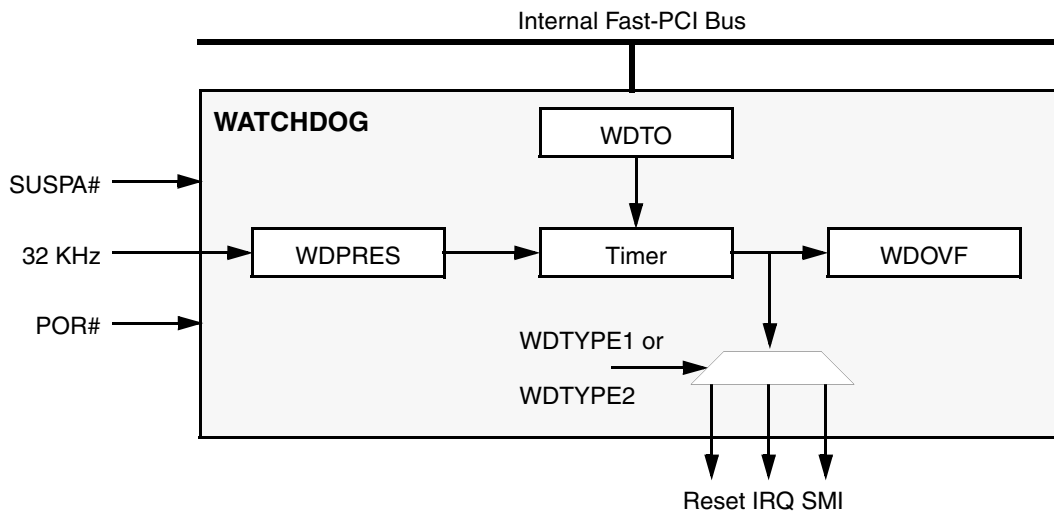 Internal Fast-PCI Bus
WATCHDOG
WDTO
SUSPA#
32 KHz
WDPRES
Timer
WDOVF
POR#
WDTYPE1 or
WDTYPE2
Reset IRQ SMI